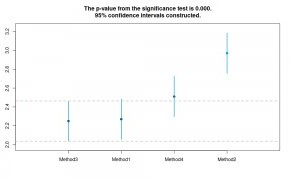 The p-value from the significance test is 0.000.
95% confidence intervals constructed.
3.2
3.0
2.8
2.6
2.4
2.2
2.0
Method3
Method1
Method4
Method2